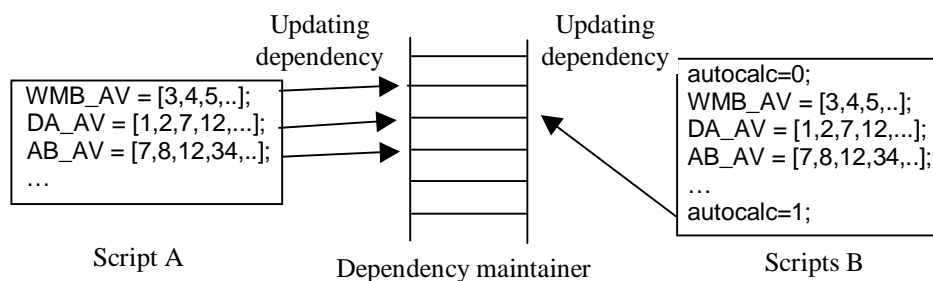 Updating
dependency
WMB_AV = [3,4,5,..];
DA_AV = [1,2,7,12,...];
AB_AV = [7,8,12,34,..];
…
Script A
Dependency maintainer
Updating
dependency
autocalc=0;
WMB_AV = [3,4,5,..];
DA_AV = [1,2,7,12,...];
AB_AV = [7,8,12,34,..];
…
autocalc=1;
Scripts B